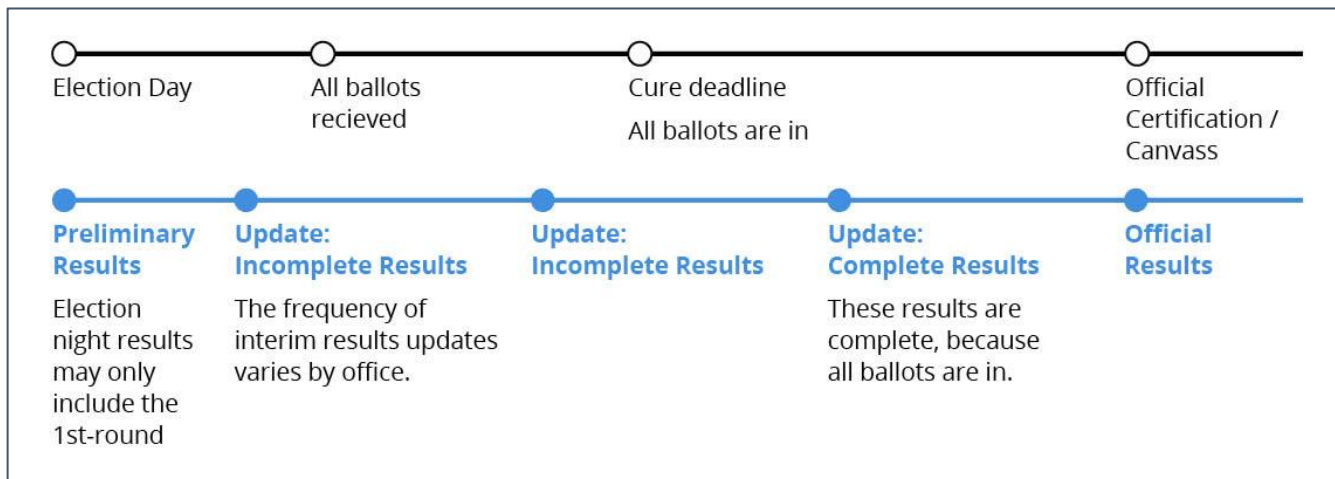 Election Day
All ballots
recieved
Cure deadline
All ballots are in
Official
Certification /
Canvass
Preliminary
Results
Election
night results
may only
include the
1st-round
Update:
Incomplete Results
The frequency of
interim results updates
varies by office.
Update:
Incomplete Results
Update:
Complete Results
These results are
complete, because
all ballots are in.
Official
Results